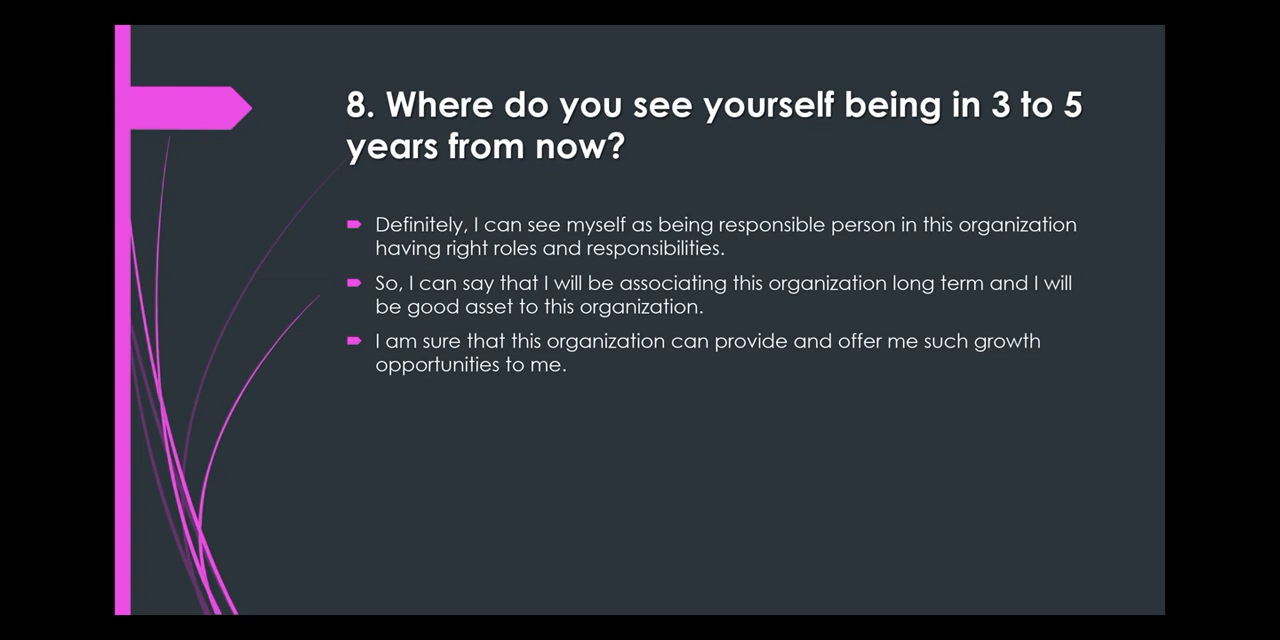 8. Where do you see yourself being in 3 to 5
years from now?
Definitely, I can see myself as being responsible person in this organization
having right roles and responsibilities.
So, I can say that I will be associating this organization long term and I will
be good asset to this organization.
I am sure that this organization can provide and offer me such growth
opportunities to me.